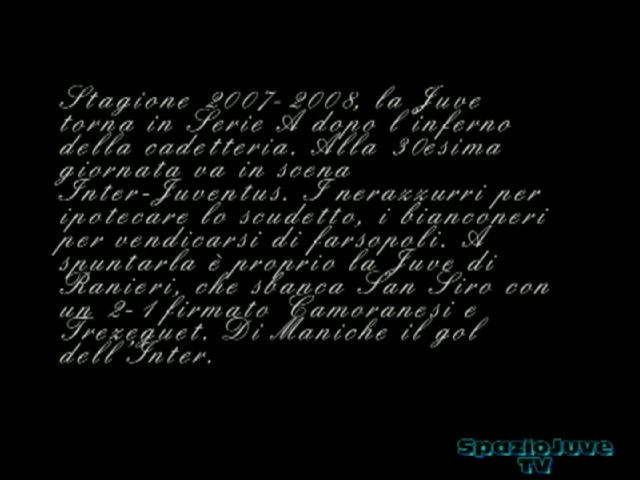 Stagione 2007-2008, la Juve
torna in Serie A dopo l'inferno
della cadetteria. Alla 30esima
giornata va in scena
Inter-Juventus. I nerazzurri per
ipotecare lo scudetto, i bianconeri
per vendicarsi di farsopoli. A
spuntarla è proprio la Juve di
Ranieri, che sbanca San Siro con
un 2-1 firmato Camoranesi e
Trezeguet. Di Maniche il gol
dell'Inter.
SpazioJuve
TV